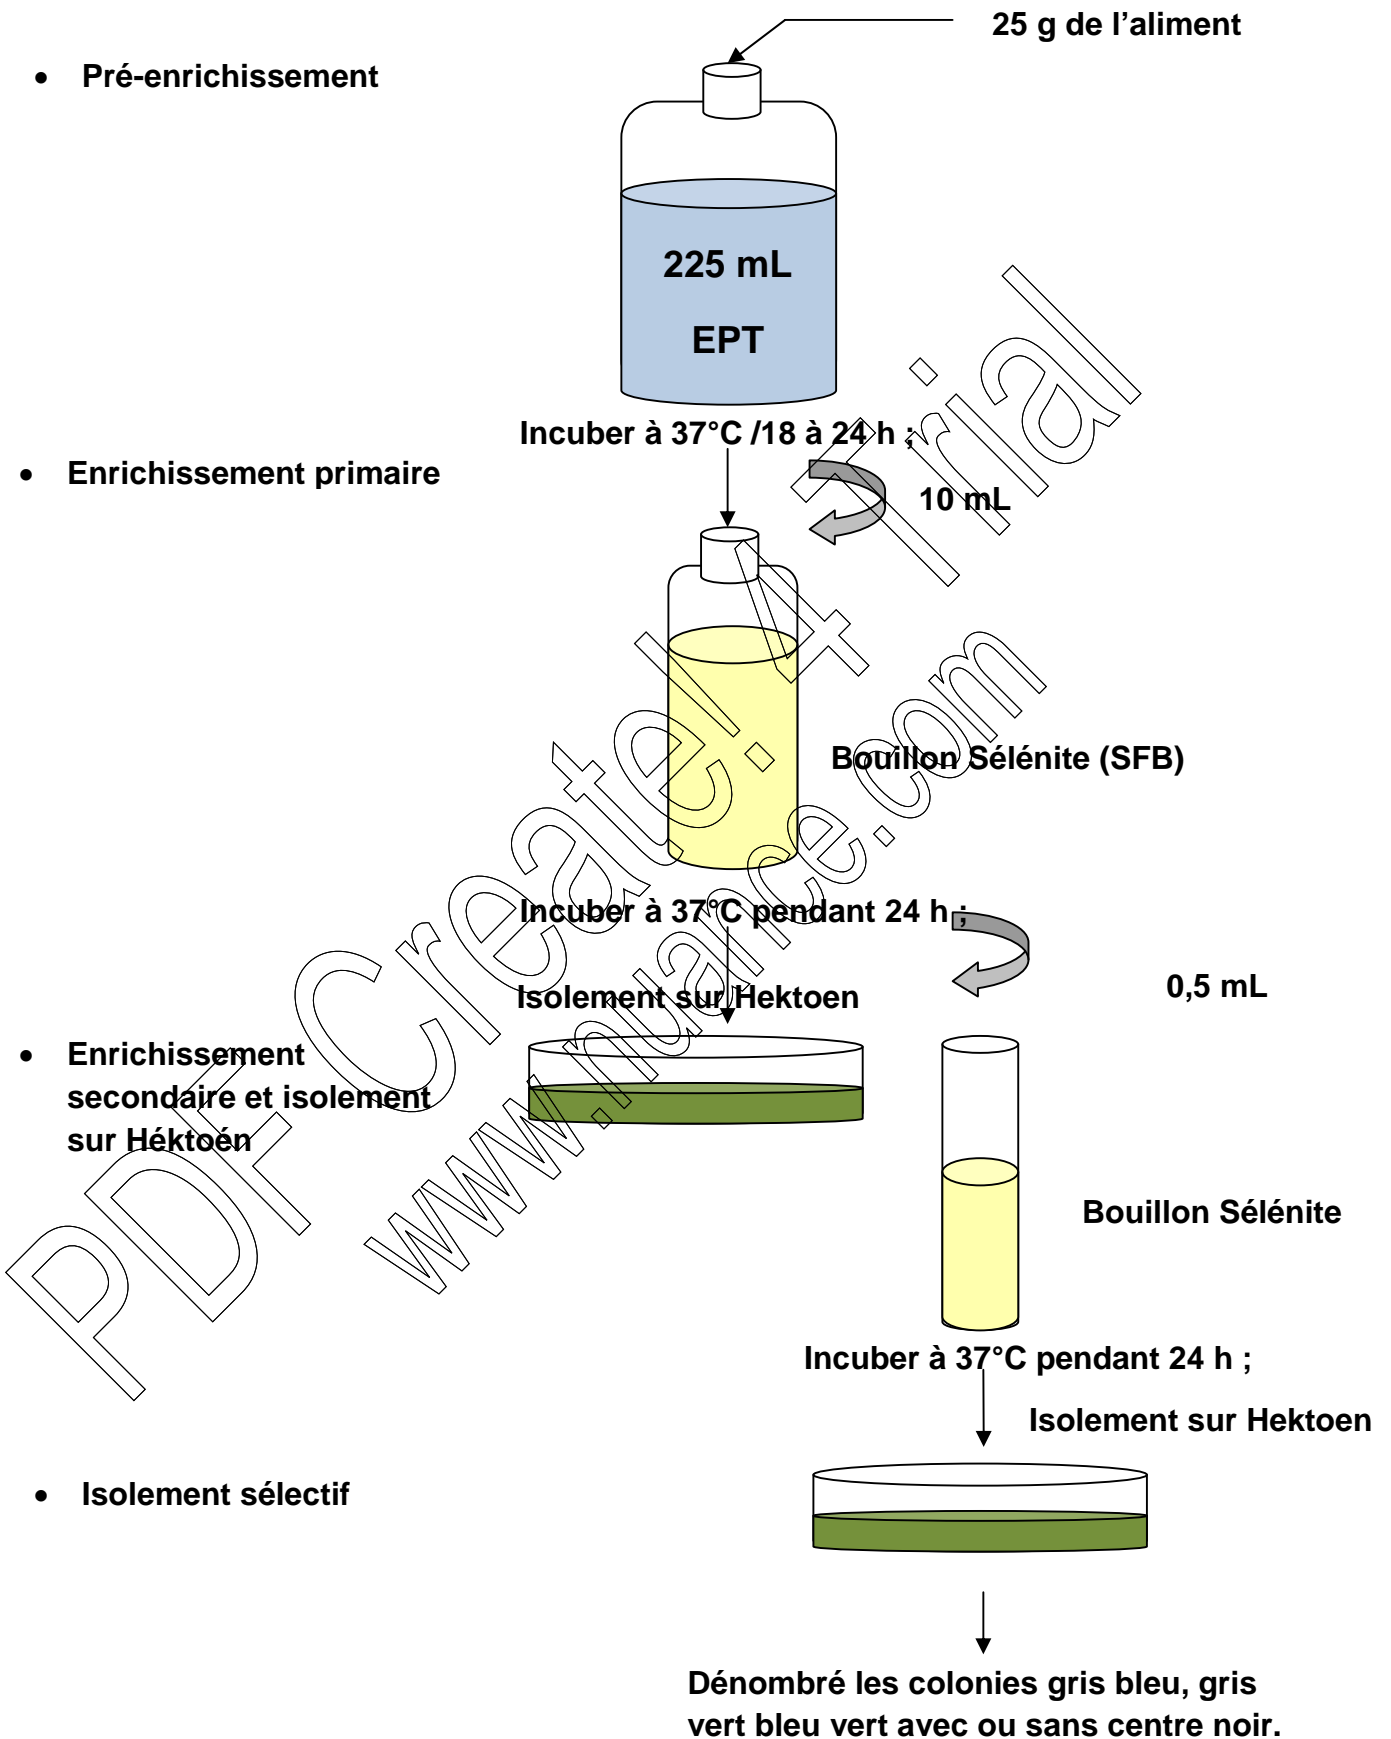 25 g de l’aliment
• Pré-enrichissement
225 mL
EPT
Incuber à 37°C /18 à 24 h ;
• Enrichissement primaire
10 mL
Bouillon Sélénite (SFB)
Incuber à 37°C pendant 24 h ;
Isolement sur Hektoen
0,5 mL
• Enrichissement
secondaire et isolement
sur Héktoén
Bouillon Sélénite
Incuber à 37°C pendant 24 h ;
Isolement sur Hektoen
• Isolement sélectif
Dénombré les colonies gris bleu, gris
vert bleu vert avec ou sans centre noir.
PDF Create! 4 Trial
www.nuance.com